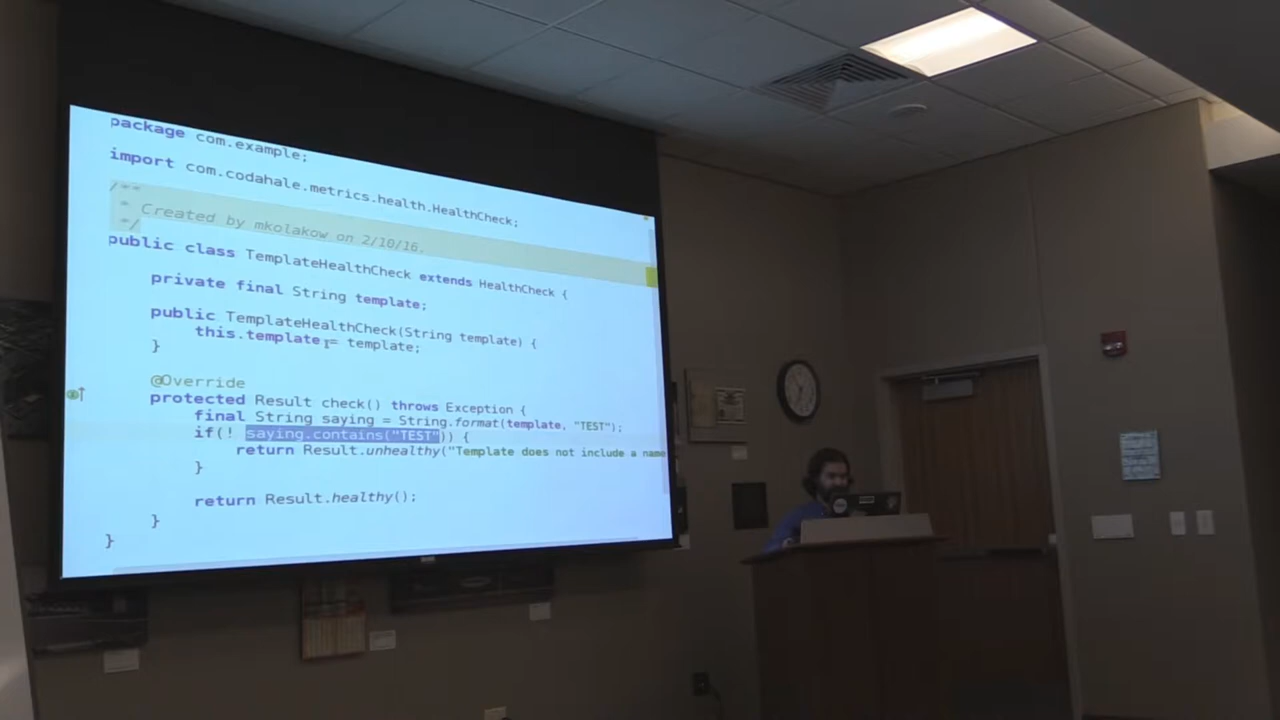 package com.example;
import com.codahale.metrics.health.HealthCheck;
/**
* Created by mkolakow on 2/10/16.
*/
public class TemplateHealthCheck extends HealthCheck {
private final String template;
public TemplateHealthCheck(String template) {
this.template = template;
}
@Override
protected Result check() throws Exception {
final String saying = String.format(template, "TEST");
if(! saying.contains("TEST")) {
return Result.unhealthy("Template does not include a name
}
return Result.healthy();
}
}